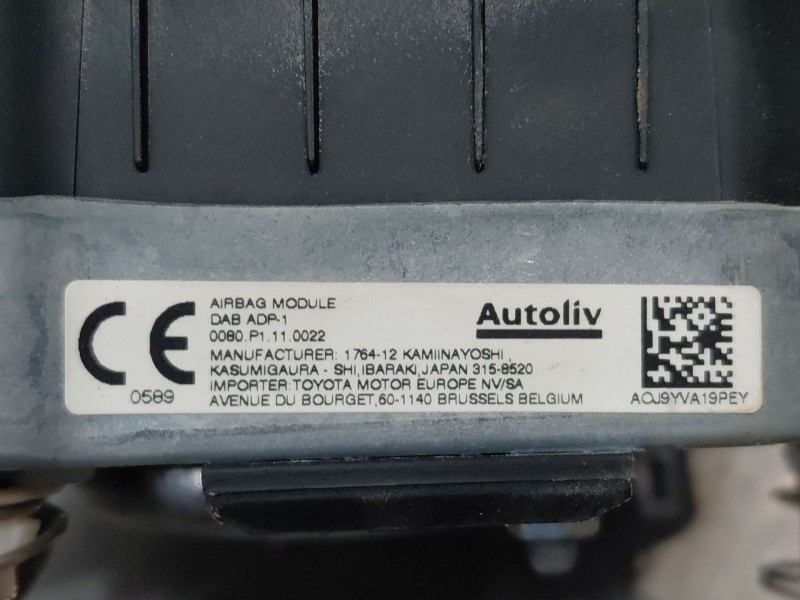 CE
0589
AIRBAG MODULE
DAB ADP-1
0080.P1.11.0022
MANUFACTURER: 1764-12 KAMIINAYOSHI,
KASUMIGAURA - SHI,IBARAKI,JAPAN 315-8520
IMPORTER:TOYOTA MOTOR EUROPE NV/SA
AVENUE DU BOURGET,60-1140 BRUSSELS BELGIUM
Autoliv
AOJ9YVA19PEY